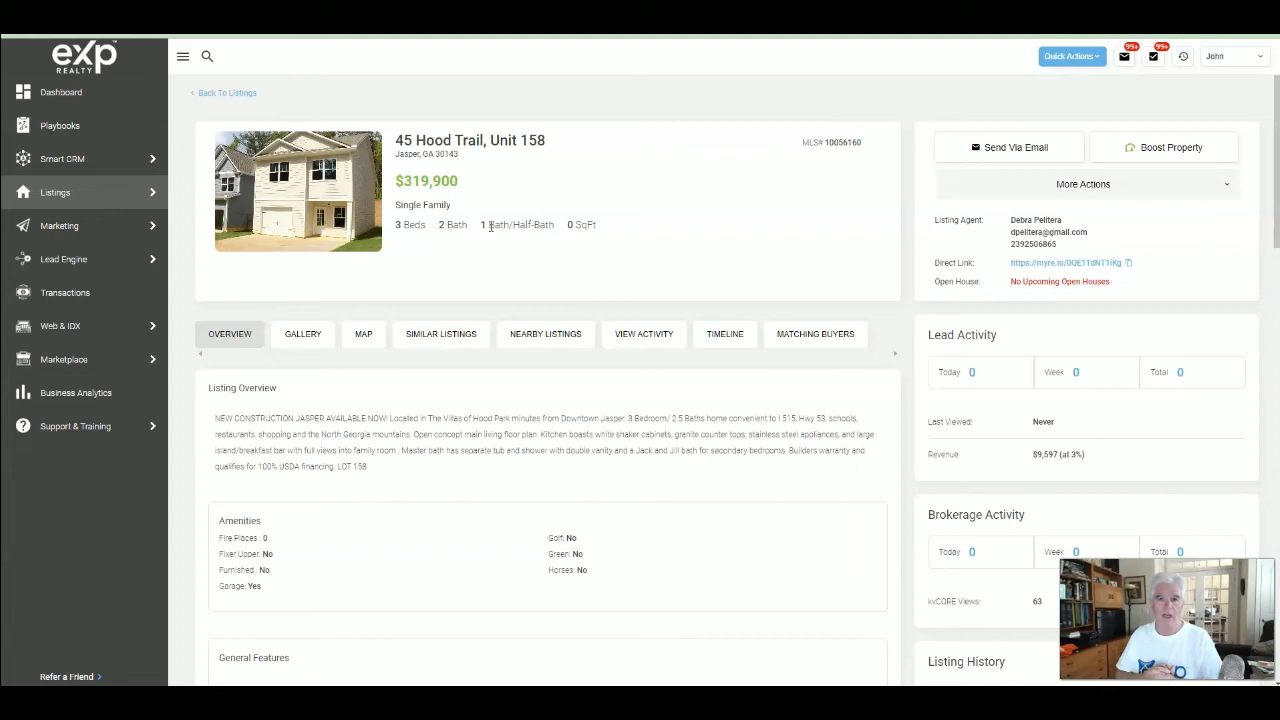 exp
REALTY
Dashboard
Playbooks
Smart CRM
Listings
Marketing
Lead Engine
Transactions
Web & IDX
Marketplace
Business Analytics
Support & Training
Refer a Friend
Quick Actions
99+
99+
John
Back To Listings
45 Hood Trail, Unit 158
Jasper, GA 30143
MLS# 10056160
$319,900
Single Family
3 Beds 2 Bath 1 Bath/Half-Bath 0 SqFt
Send Via Email
Boost Property
More Actions
Listing Agent: Debra Pelitera
dpelitera@gmail.com
2392506865
Direct Link: https://myre.io/0QE1TdNT1iKg
Open House: No Upcoming Open Houses
OVERVIEW GALLERY MAP SIMILAR LISTINGS NEARBY LISTINGS VIEW ACTIVITY TIMELINE MATCHING BUYERS
Listing Overview
NEW CONSTRUCTION JASPER AVAILABLE NOW! Located in The Villas of Hood Park minutes from Downtown Jasper. 3 Bedroom/ 2.5 Baths home convenient to I 515, Hwy 53, schools,
restaurants, shopping and the North Georgia mountains. Open concept main living floor plan. Kitchen boasts white shaker cabinets, granite counter tops, stainless steel appliances, and large
island/breakfast bar with full views into family room . Master bath has separate tub and shower with double vanity and a Jack and Jill bath for secondary bedrooms. Builders warranty and
qualifies for 100% USDA financing. LOT 158
Amenities
Fire Places : 0
Golf: No
Fixer Upper: No
Green: No
Furnished : No
Horses: No
Garage: Yes
General Features
Lead Activity
Today 0 Week 0 Total 0
Last Viewed: Never
Revenue: $9,597 (at 3%)
Brokerage Activity
Today 0 Week 0 Total 0
kvCORE Views: 63
Listing History